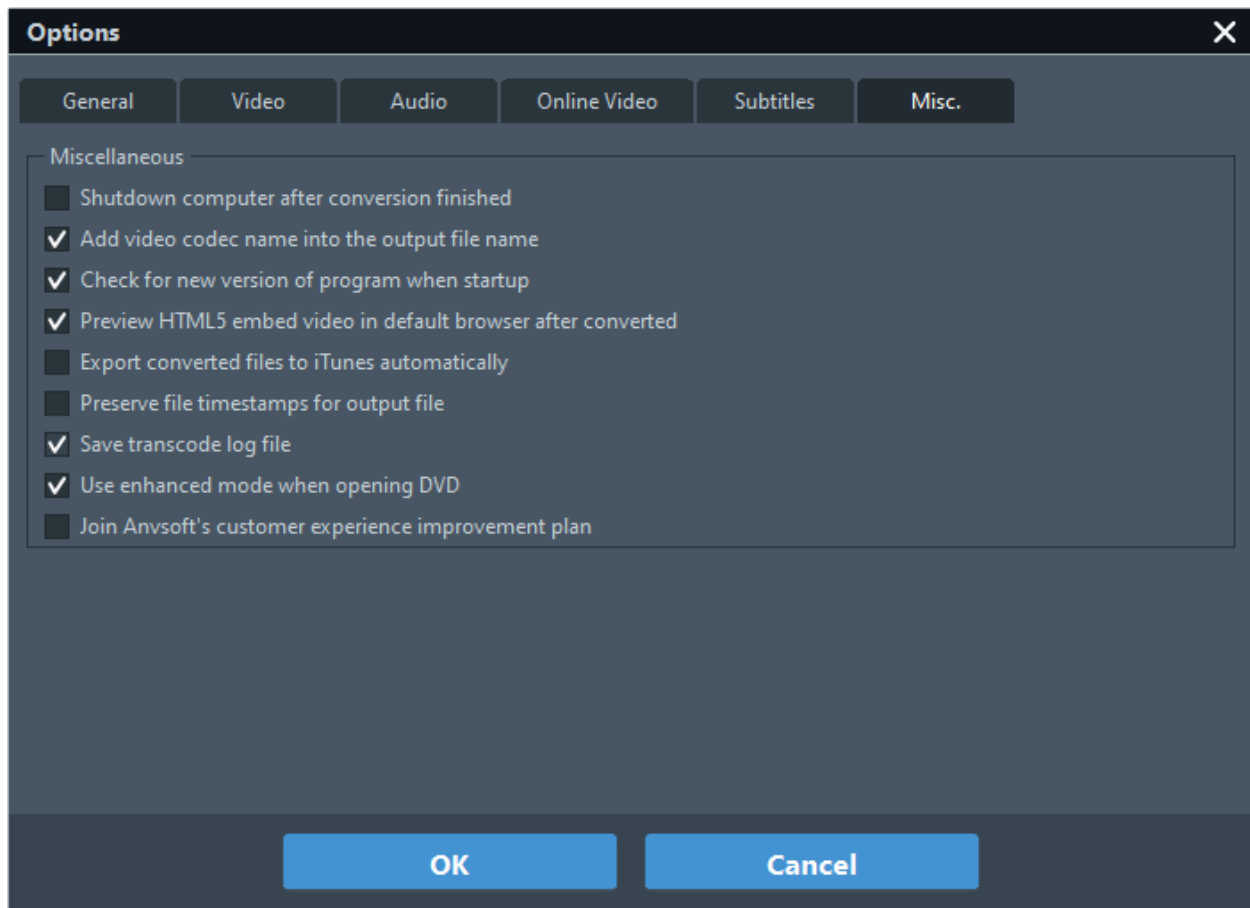 Options
General Video Audio Online Video Subtitles Misc.
Miscellaneous
Shutdown computer after conversion finished
Add video codec name into the output file name
Check for new version of program when startup
Preview HTML5 embed video in default browser after converted
Export converted files to iTunes automatically
Preserve file timestamps for output file
Save transcode log file
Use enhanced mode when opening DVD
Join Anvsoft's customer experience improvement plan
OK Cancel